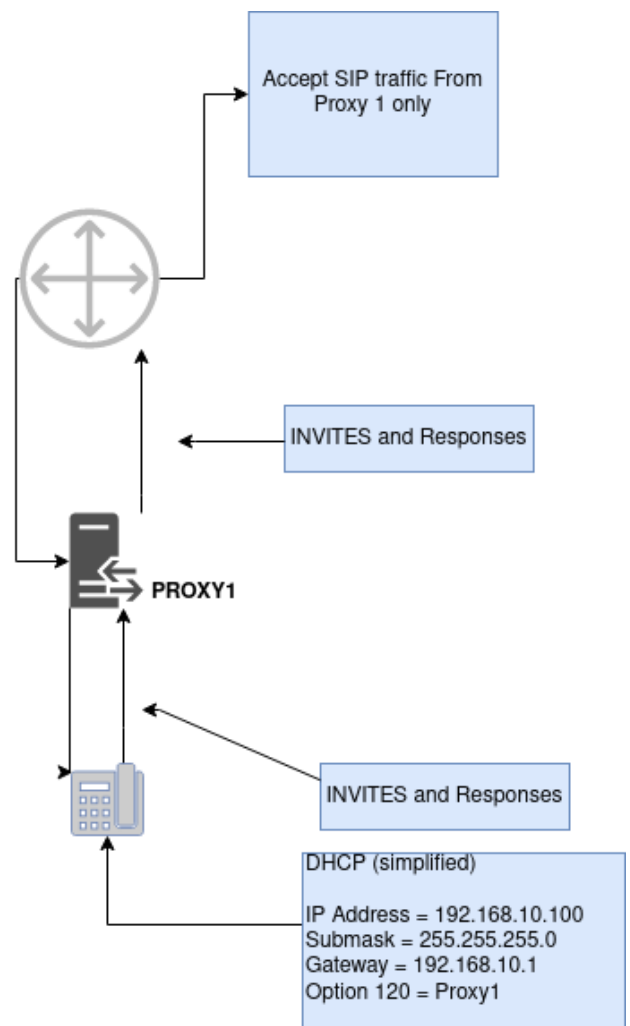 Accept SIP traffic From
Proxy 1 only
INVITES and Responses
PROXY1
INVITES and Responses
DHCP (simplified)
IP Address = 192.168.10.100
Submask = 255.255.255.0
Gateway = 192.168.10.1
Option 120 = Proxy1